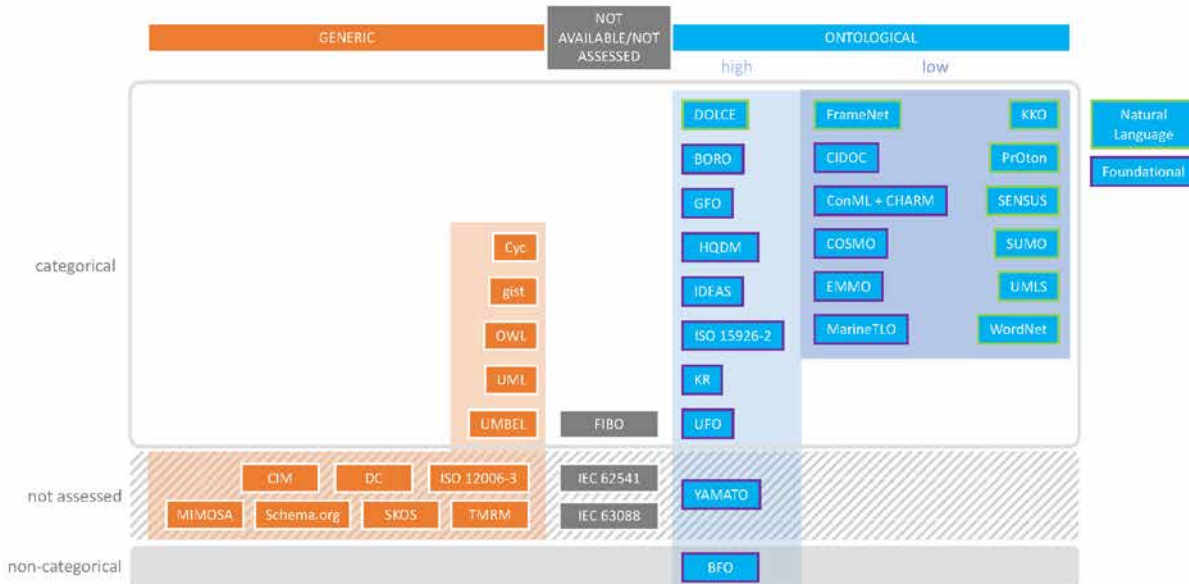 GENERIC
NOT
AVAILABLE/NOT
ASSESSED
ONTOLOGICAL
high
low
DOLCE
FrameNet
KKO
Natural
Language
BORO
CIDOC
PrOton
Foundational
GFO
ConML + CHARM
SENSUS
categorical
Cyc
HQDM
COSMO
SUMO
gist
IDEAS
EMMO
UMLS
OWL
ISO 15926-2
MarineTLO
WordNet
UML
KR
UMBEL
FIBO
UFO
not assessed
CIM
DC
ISO 12006-3
IEC 62541
YAMATO
MIMOSA
Schema.org
SKOS
TMRM
IEC 63088
non-categorical
BFO